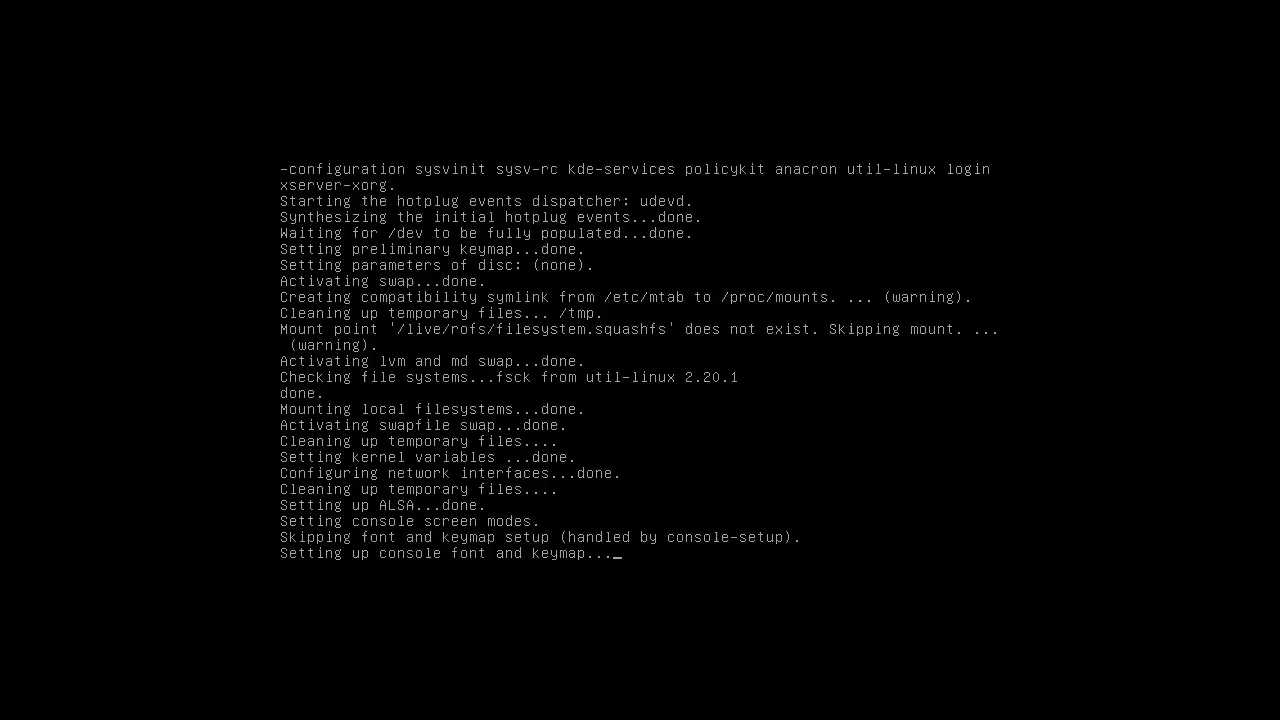 -configuration sysvinit sysv-rc kde-services policykit anacron util-linux login
xserver-xorg.
Starting the hotplug events dispatcher: udevd.
Synthesizing the initial hotplug events...done.
Waiting for /dev to be fully populated...done.
Setting preliminary keymap...done.
Setting parameters of disc: (none).
Activating swap...done.
Creating compatibility symlink from /etc/mtab to /proc/mounts. ... (warning).
Cleaning up temporary files... /tmp.
Mount point '/live/rofs/filesystem.squashfs' does not exist. Skipping mount. ...
 (warning).
Activating lvm and md swap...done.
Checking file systems...fsck from util-linux 2.20.1
done.
Mounting local filesystems...done.
Activating swapfile swap...done.
Cleaning up temporary files....
Setting kernel variables ...done.
Configuring network interfaces...done.
Cleaning up temporary files....
Setting up ALSA...done.
Setting console screen modes.
Skipping font and keymap setup (handled by console-setup).
Setting up console font and keymap..._